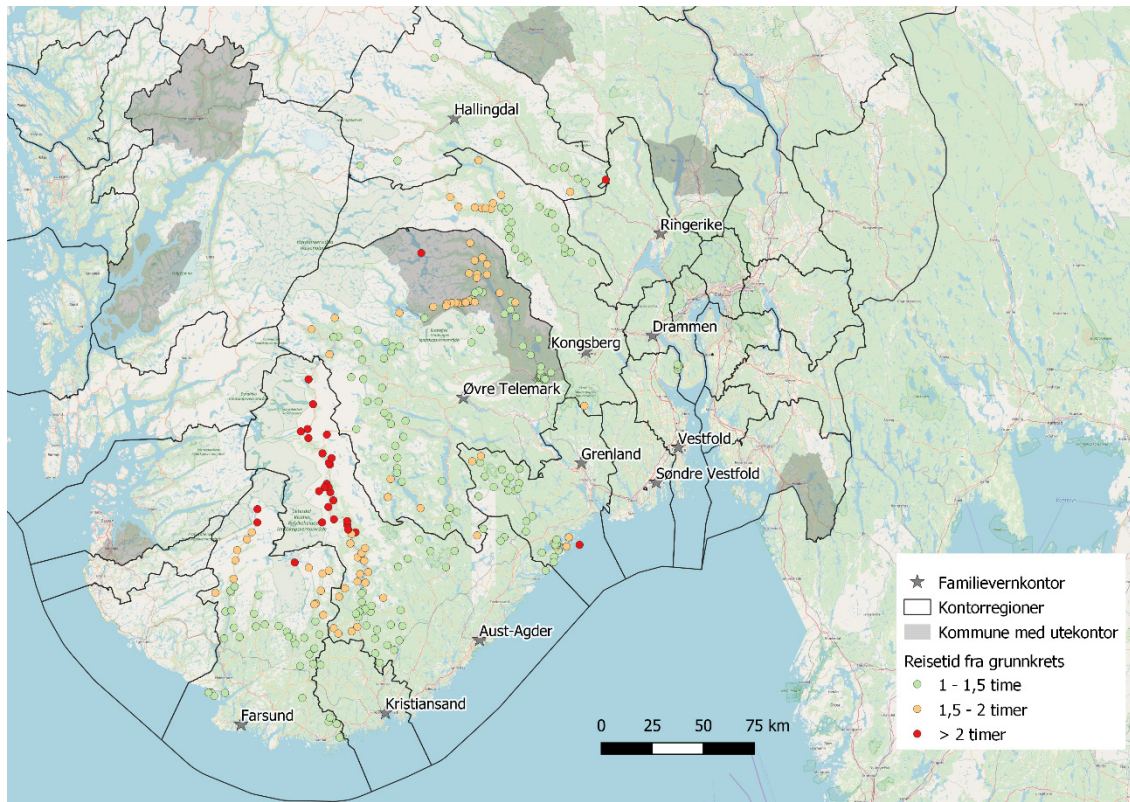 Hallingdal
Ringerike
Drammen
Kongsberg
Øvre Telemark
Vestfold
Grenland
Søndre Vestfold
Aust-Agder
Kristiansand
Farsund
0 25 50 75 km
Familievernkontor
Kontorregioner
Kommune med utekontor
Reisetid fra grunnkrets
1 - 1,5 time
1,5 - 2 timer
> 2 timer